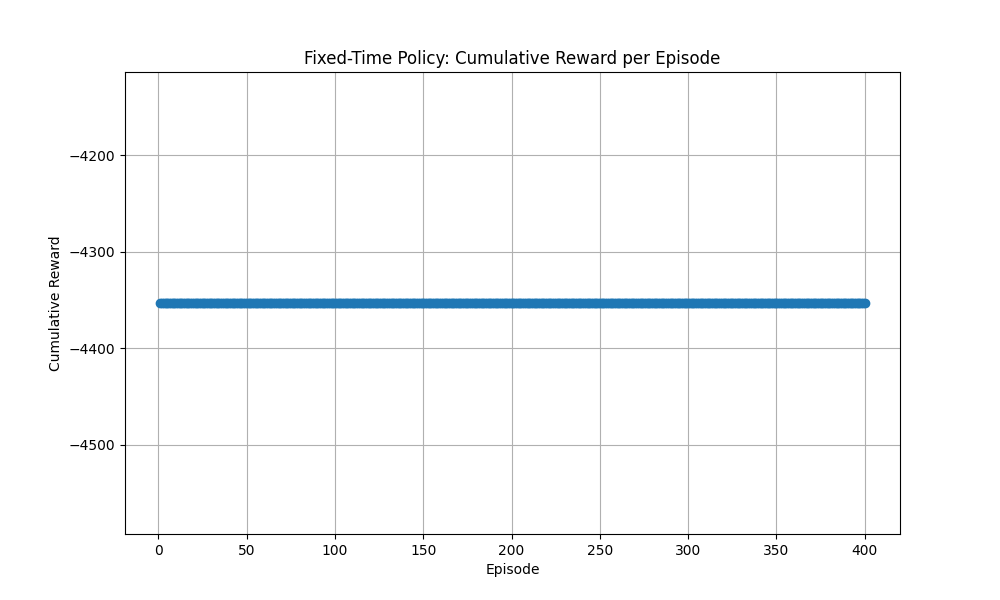 Fixed-Time Policy: Cumulative Reward per Episode
Cumulative Reward
−4200
−4300
−4400
−4500
0 50 100 150 200 250 300 350 400
Episode